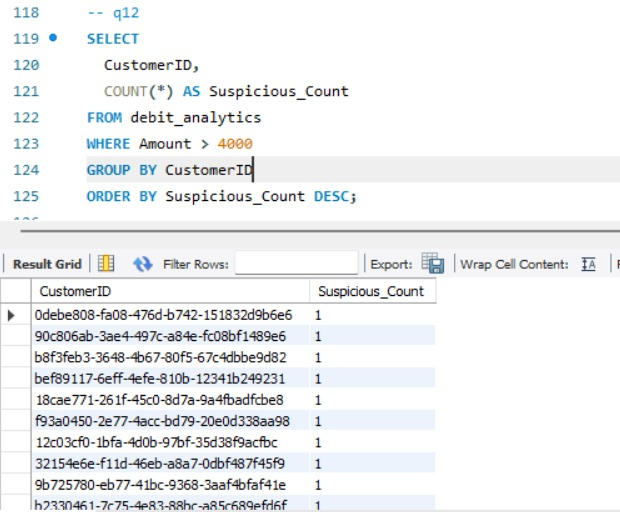 118 -- q12
119 SELECT
120 CustomerID,
121 COUNT(*) AS Suspicious_Count
122 FROM debit_analytics
123 WHERE Amount > 4000
124 GROUP BY CustomerID
125 ORDER BY Suspicious_Count DESC;
Result Grid Filter Rows: Export: Wrap Cell Content:
CustomerID Suspicious_Count
0debe808-fa08-476d-b742-151832d9b6e6 1
90c806ab-3ae4-497c-a84e-fc08bf1489e6 1
b8f3feb3-3648-4b67-80f5-67c4dbbe9d82 1
bef89117-6eff-4efe-810b-12341b249231 1
18cae771-261f-45c0-8d7a-9a4fbadfcbe8 1
f93a0450-2e77-4acc-bd79-20e0d338aa98 1
12c03cf0-1bfa-4d0b-97bf-35d38f9acfbc 1
32154e6e-f11d-46eb-a8a7-0dbf487f45f9 1
9b725780-eb77-41bc-9368-3aaf4bfaf41e 1
b2330461-7c75-4e83-88bc-a85c689efd6f 1